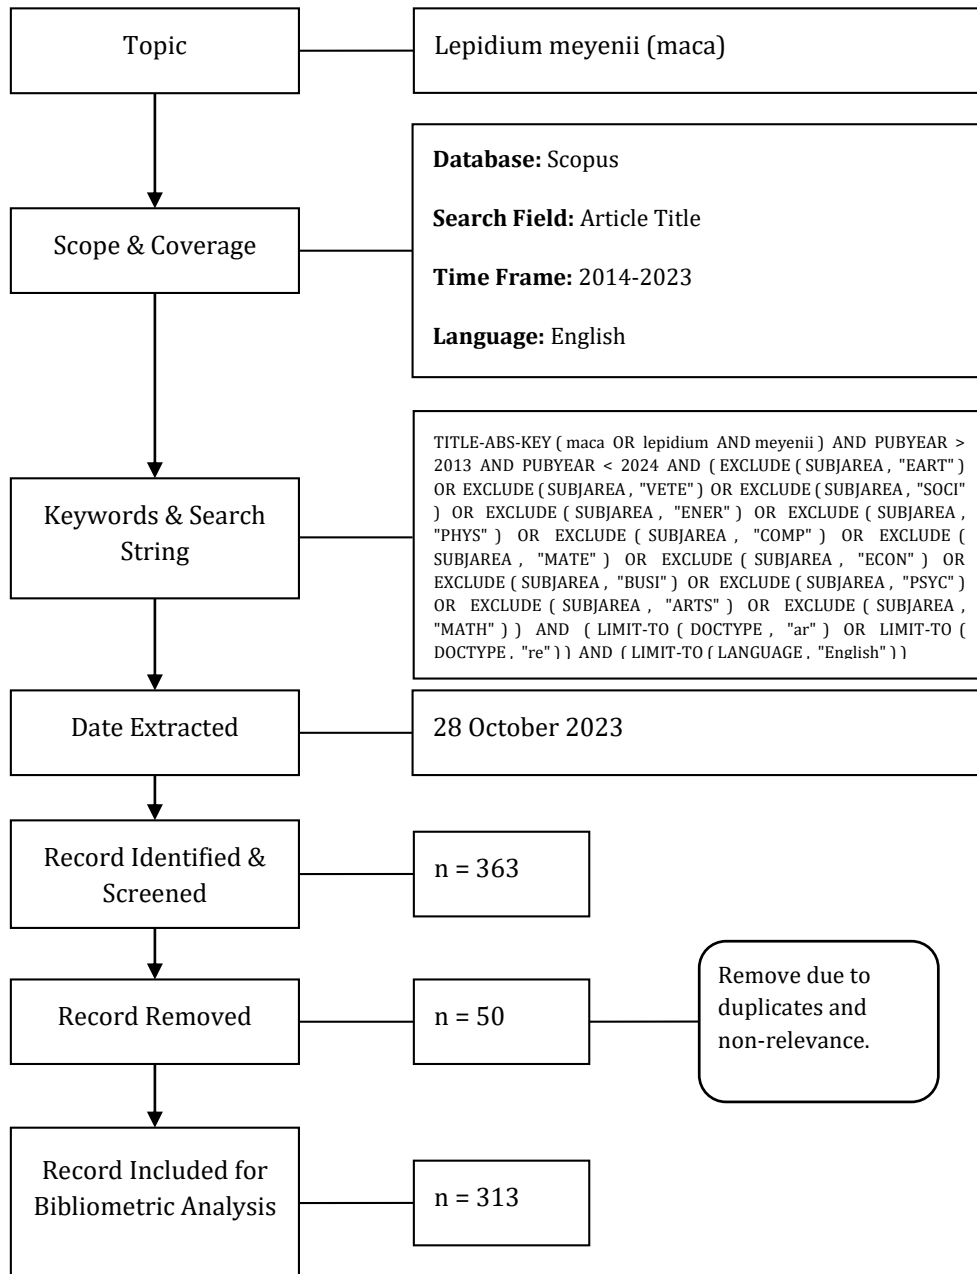 Topic
Lepidium meyenii (maca)
Database: Scopus
Search Field: Article Title
Time Frame: 2014-2023
Language: English
Scope & Coverage
TITLE-ABS-KEY ( maca OR lepidium AND meyenii ) AND PUBYEAR >
2013 AND PUBYEAR < 2024 AND ( EXCLUDE ( SUBJAREA , "EART" )
OR EXCLUDE ( SUBJAREA , "VETE" ) OR EXCLUDE ( SUBJAREA , "SOCI"
) OR EXCLUDE ( SUBJAREA , "ENER" ) OR EXCLUDE ( SUBJAREA ,
"PHYS" ) OR EXCLUDE ( SUBJAREA , "COMP" ) OR EXCLUDE (
SUBJAREA , "MATE" ) OR EXCLUDE ( SUBJAREA , "ECON" ) OR
EXCLUDE ( SUBJAREA , "BUSI" ) OR EXCLUDE ( SUBJAREA , "PSYC" )
OR EXCLUDE ( SUBJAREA , "ARTS" ) OR EXCLUDE ( SUBJAREA ,
"MATH" ) ) AND ( LIMIT-TO ( DOCTYPE , "ar" ) OR LIMIT-TO (
DOCTYPE , "re" ) ) AND ( LIMIT-TO ( LANGUAGE , "English" ) )
Keywords & Search
String
Date Extracted
28 October 2023
Record Identified &
Screened
n = 363
Record Removed
n = 50
Remove due to
duplicates and
non-relevance.
Record Included for
Bibliometric Analysis
n = 313